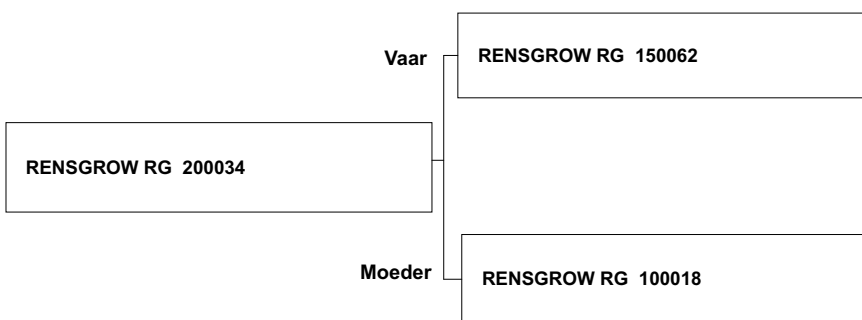 Vaar
RENSGROW RG 150062
RENSGROW RG 200034
Moeder
RENSGROW RG 100018